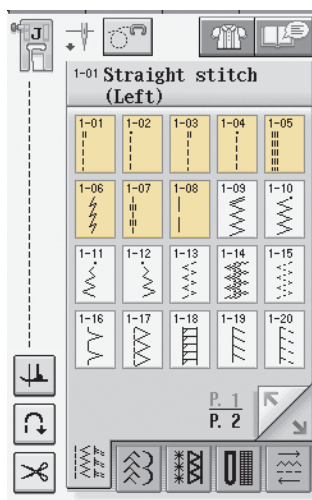 J
1-01 Straight stitch
(Left)
1-01 1-02 1-03 1-04 1-05
1-06 1-07 1-08 1-09 1-10
1-11 1-12 1-13 1-14 1-15
1-16 1-17 1-18 1-19 1-20
P. 1
P. 2